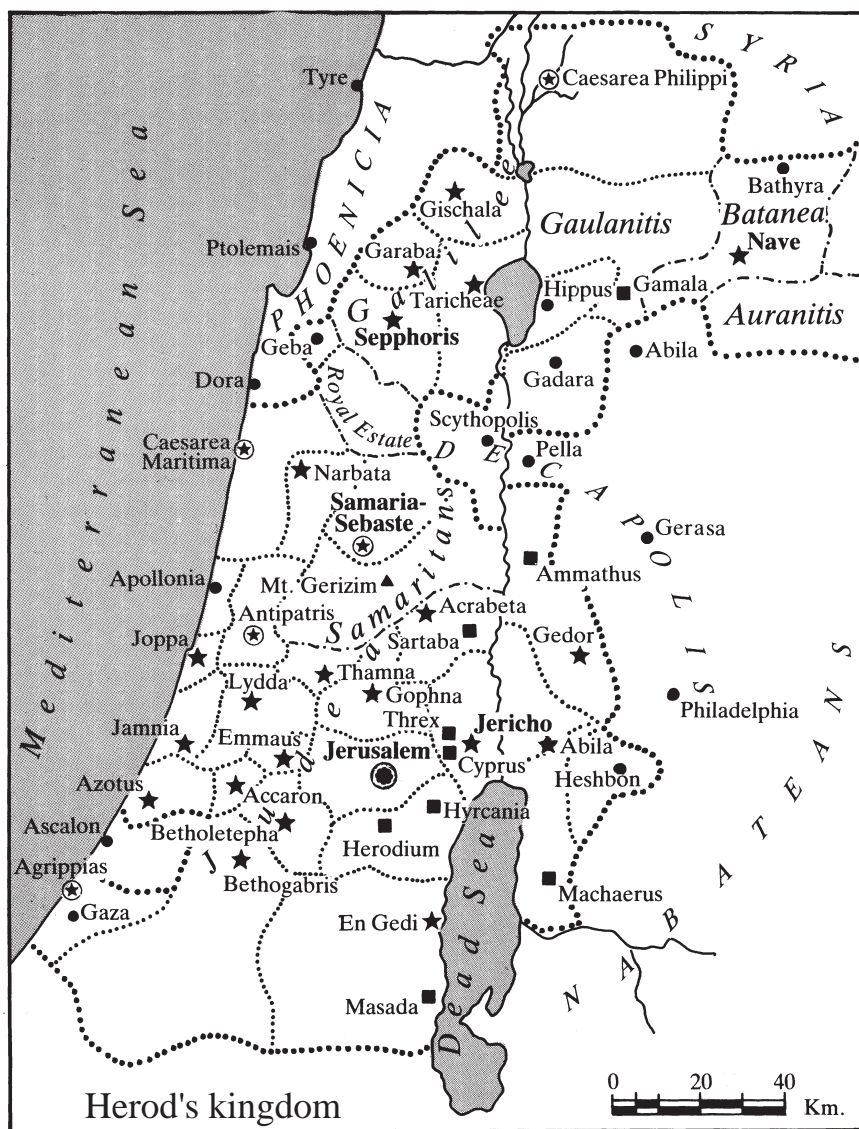 SYRIA
Tyre
Caesarea Philippi
Mediterranean Sea
PHOENICIA
Bathyra
Gischala
Galilee
Gaulanitis
Batanea
Nave
Ptolemais
Garaba
Taricheae
Hippus
Gamala
Auranitis
Sepphoris
Geba
Abila
Gadara
Dora
Royal Estate
Scythopolis
DECAPOLIS
Caesarea
Maritima
Pella
Narbata
Samaria-
Sebaste
Gerasa
Ammathus
Apollonia
Mt. Gerizim
Samaritans
Antipatris
Acrabeta
Joppa
Sartaba
Gedor
Thamna
Lydda
Gophna
Judea
Threx
Jericho
Philadelphia
Jamnia
Emmaus
Jerusalem
Cyprus
Abila
Heshbon
Azotus
Accaron
Hyrcania
NABATEANS
Ascalon
Betholetepha
Herodium
Agrippias
Bethogabris
Machaerus
Gaza
En Gedi
Dead Sea
Masada
Herod's kingdom
0 20 40
Km.